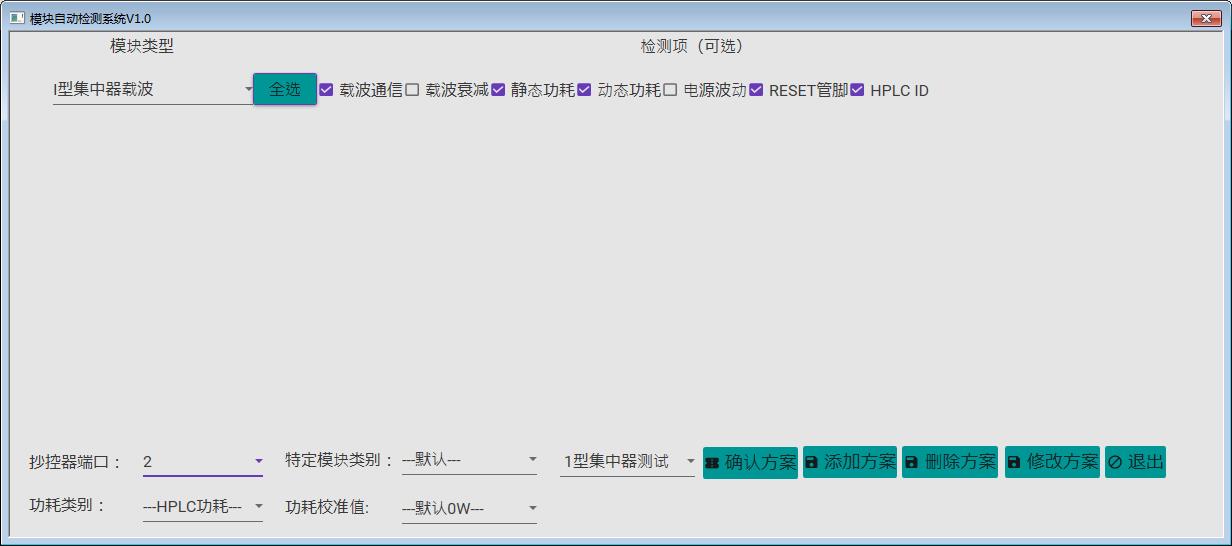 模块自动检测系统V1.0
模块类型 检测项（可选）
I型集中器载波 全选 载波通信 载波衰减 静态功耗 动态功耗 电源波动 RESET管脚 HPLC ID
抄控器端口： 2 特定模块类别： ---默认--- 1型集中器测试 确认方案 添加方案 删除方案 修改方案 退出
功耗类别： ---HPLC功耗--- 功耗校准值: ---默认0W---